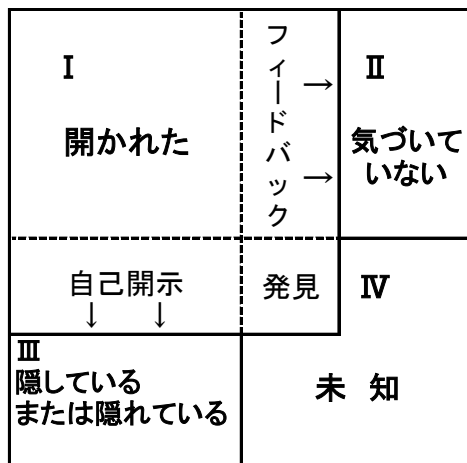 Ⅰ
開かれた
フィードバック
→
→
Ⅱ
気づいて
いない
自己開示
↓ ↓
発見
Ⅳ
未 知
Ⅲ
隠している
または隠れている